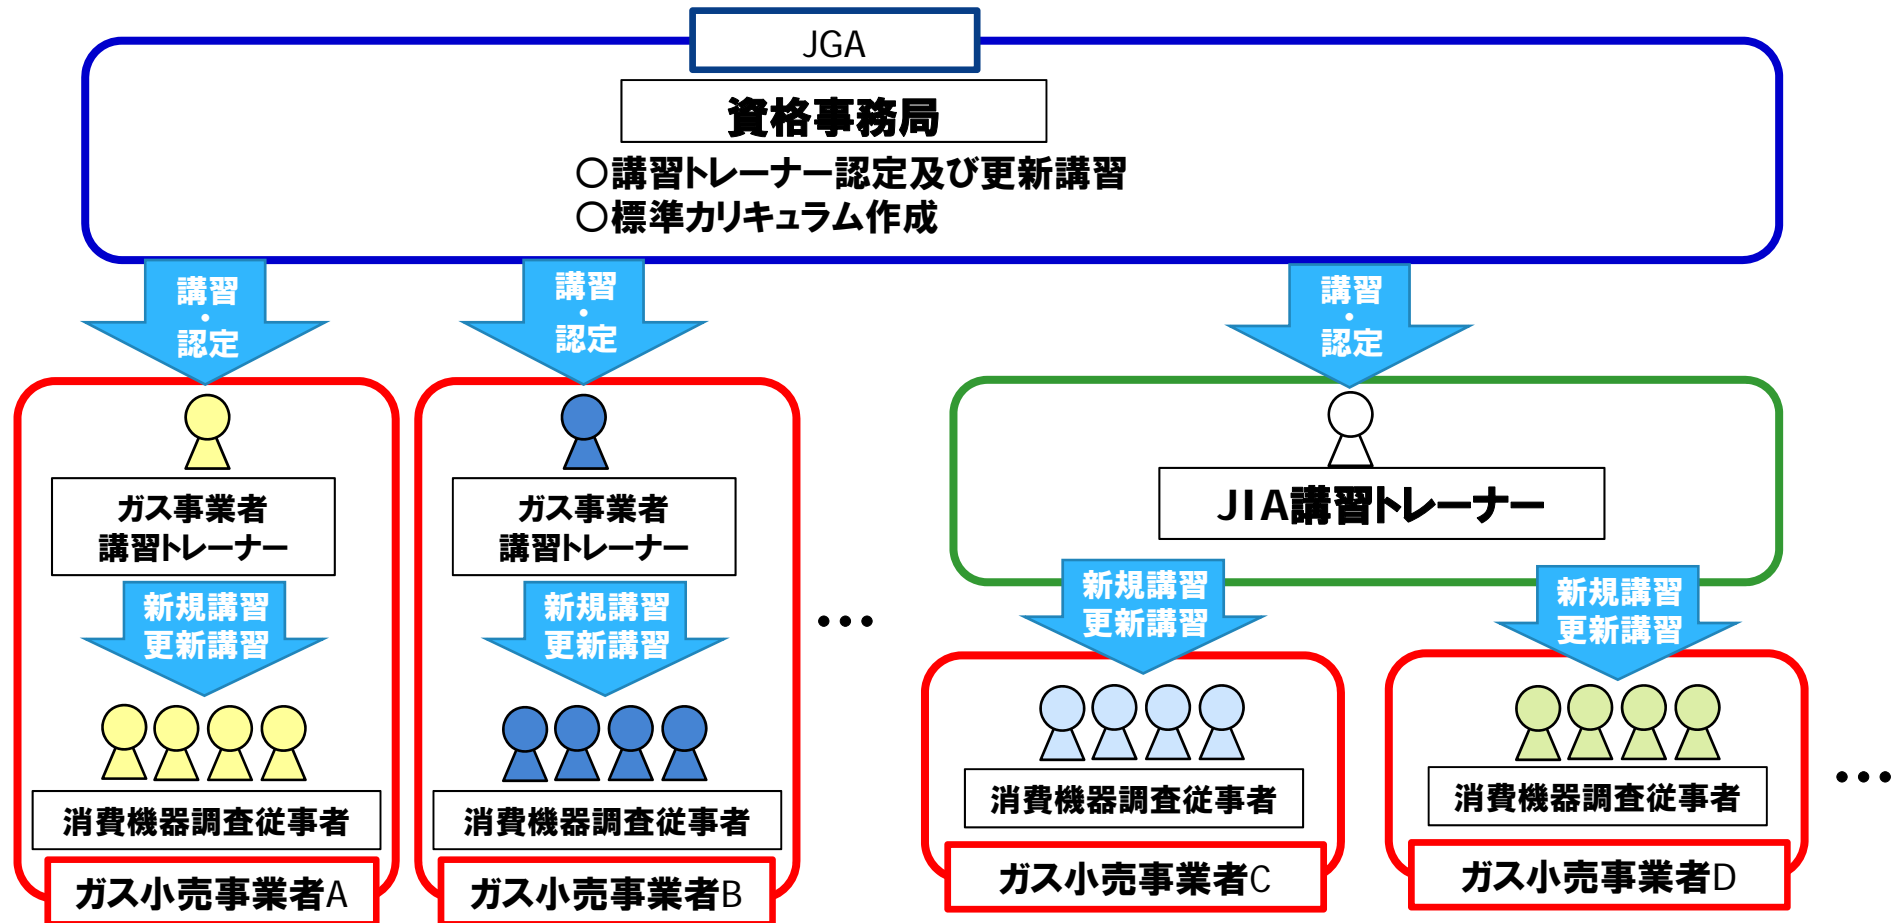 JGA
資格事務局
○講習トレーナー認定及び更新講習
○標準カリキュラム作成
講習
・
認定
講習
・
認定
講習
・
認定
ガス事業者
講習トレーナー
ガス事業者
講習トレーナー
JIA講習トレーナー
新規講習
更新講習
新規講習
更新講習
…
新規講習
更新講習
新規講習
更新講習
消費機器調査従事者
消費機器調査従事者
消費機器調査従事者
消費機器調査従事者
…
ガス小売事業者A
ガス小売事業者B
ガス小売事業者C
ガス小売事業者D